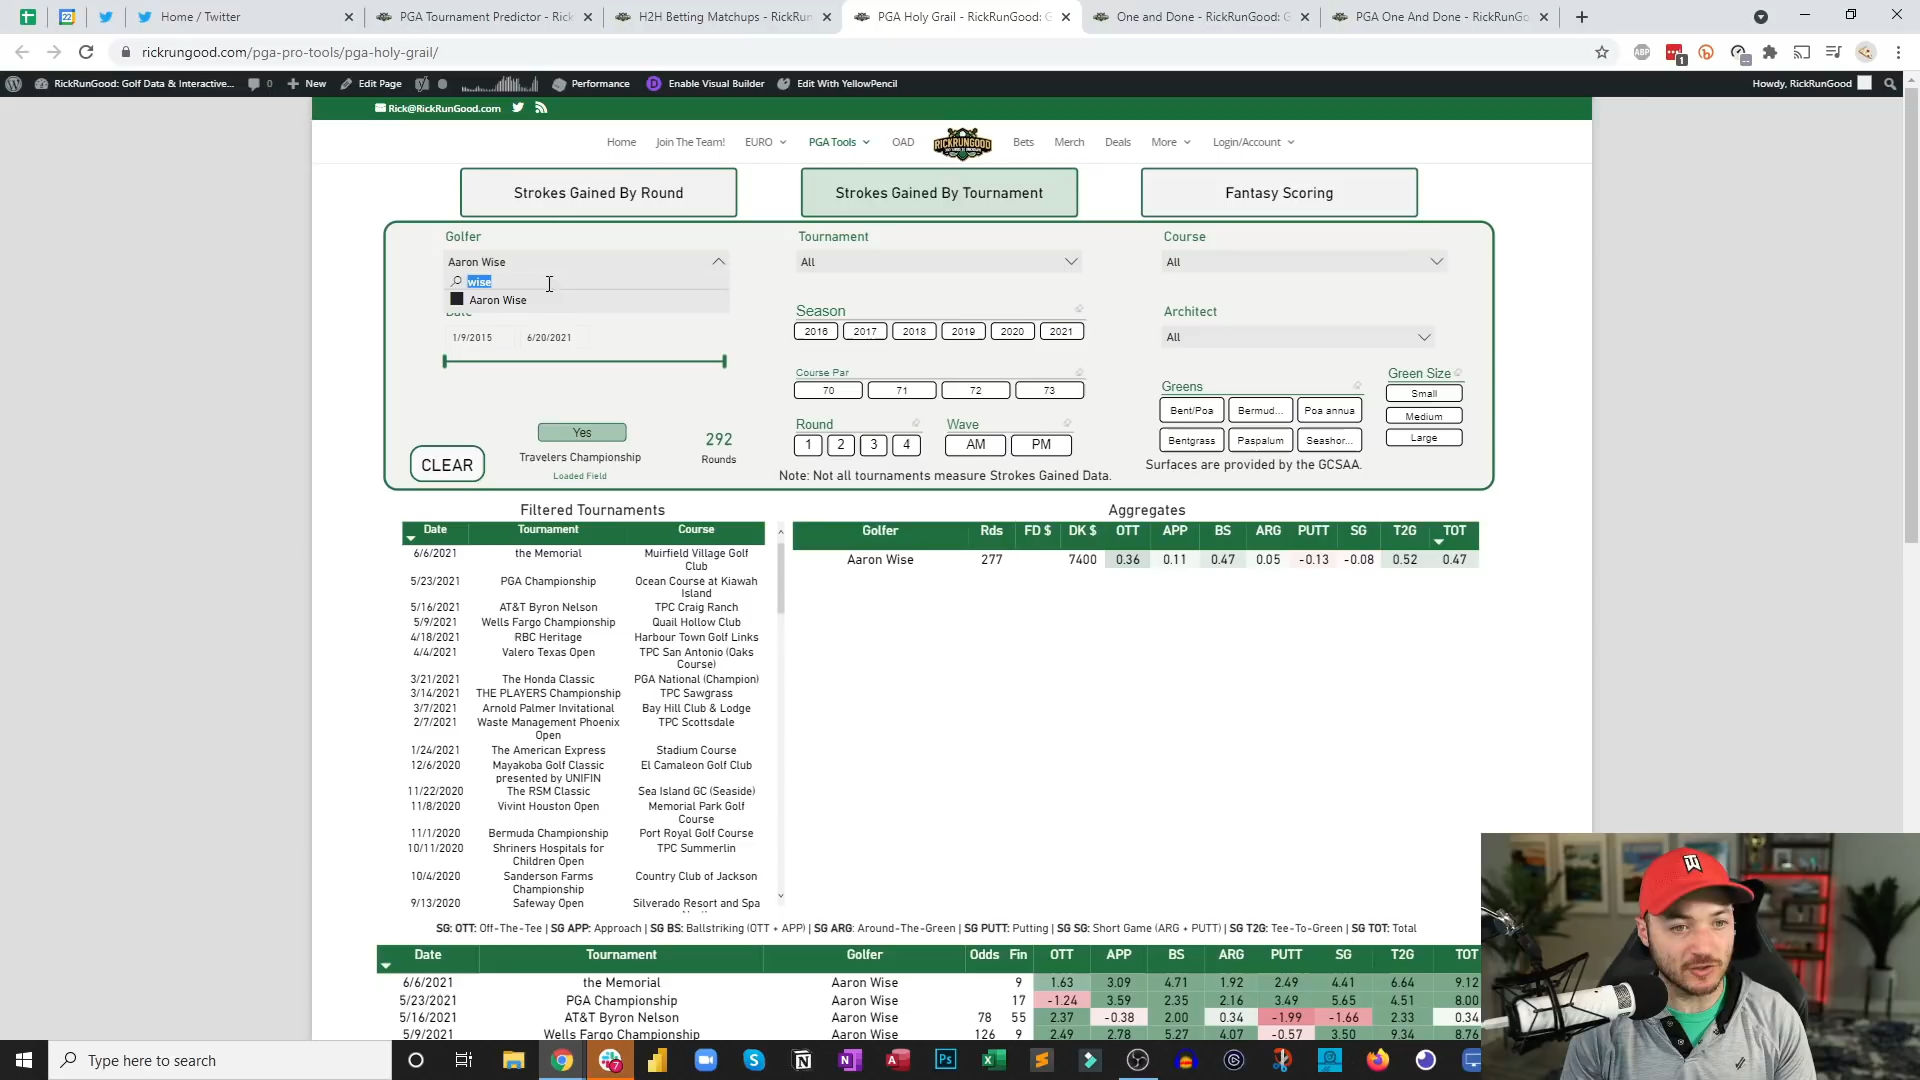 Home / Twitter
PGA Tournament Predictor - Rick
H2H Betting Matchups - RickRun
PGA Holy Grail - RickRunGood: G
One and Done - RickRunGood: G
PGA One And Done - RickRunGo
rickrungood.com/pga-pro-tools/pga-holy-grail/
RickRunGood: Golf Data & Interactive... 0 New Edit Page Performance Enable Visual Builder Edit With YellowPencil Howdy, RickRunGood
Rick@RickRunGood.com
Home Join The Team! EURO PGA Tools OAD RICKRUNGOOD Bets Merch Deals More Login/Account
Strokes Gained By Round Strokes Gained By Tournament Fantasy Scoring
Golfer Tournament Course
Aaron Wise All All
wise
Aaron Wise
Date Season Architect
1/9/2015 6/20/2021 2016 2017 2018 2019 2020 2021 All
Course Par Greens Green Size
70 71 72 73 Small
Bent/Poa Bermud... Poa annua Medium
Yes Round Wave
292 1 2 3 4 AM PM Bentgrass Paspalum Seashor... Large
CLEAR Travelers Championship Rounds
Loaded Field Note: Not all tournaments measure Strokes Gained Data. Surfaces are provided by the GCSAA.
Filtered Tournaments
Date Tournament Course
6/6/2021 the Memorial Muirfield Village Golf
Club
5/23/2021 PGA Championship Ocean Course at Kiawah
Island
5/16/2021 AT&T Byron Nelson TPC Craig Ranch
5/9/2021 Wells Fargo Championship Quail Hollow Club
4/18/2021 RBC Heritage Harbour Town Golf Links
4/4/2021 Valero Texas Open TPC San Antonio (Oaks
Course)
3/21/2021 The Honda Classic PGA National (Champion)
3/14/2021 THE PLAYERS Championship TPC Sawgrass
3/7/2021 Arnold Palmer Invitational Bay Hill Club & Lodge
2/7/2021 Waste Management Phoenix TPC Scottsdale
Open
1/24/2021 The American Express Stadium Course
12/6/2020 Mayakoba Golf Classic El Camaleon Golf Club
presented by UNIFIN
11/22/2020 The RSM Classic Sea Island GC (Seaside)
11/8/2020 Vivint Houston Open Memorial Park Golf
Course
11/1/2020 Bermuda Championship Port Royal Golf Course
10/11/2020 Shriners Hospitals for TPC Summerlin
Children Open
10/4/2020 Sanderson Farms Country Club of Jackson
Championship
9/13/2020 Safeway Open Silverado Resort and Spa
Aggregates
Golfer Rds FD $ DK $ OTT APP BS ARG PUTT SG T2G TOT
Aaron Wise 277 7400 0.36 0.11 0.47 0.05 -0.13 -0.08 0.52 0.47
SG: OTT: Off-The-Tee | SG APP: Approach | SG BS: Ballstriking (OTT + APP) | SG ARG: Around-The-Green | SG PUTT: Putting | SG SG: Short Game (ARG + PUTT) | SG T2G: Tee-To-Green | SG TOT: Total
Date Tournament Golfer Odds Fin OTT APP BS ARG PUTT SG T2G TOT
6/6/2021 the Memorial Aaron Wise 9 1.63 3.09 4.71 1.92 2.49 4.41 6.64 9.12
5/23/2021 PGA Championship Aaron Wise 17 -1.24 3.59 2.35 2.16 3.49 5.65 4.51 8.00
5/16/2021 AT&T Byron Nelson Aaron Wise 78 55 2.37 -0.38 2.00 0.34 -1.99 -1.66 2.33 0.34
5/9/2021 Wells Fargo Championship Aaron Wise 126 9 2.49 2.78 5.27 4.07 -0.57 3.50 9.34 8.76
Type here to search